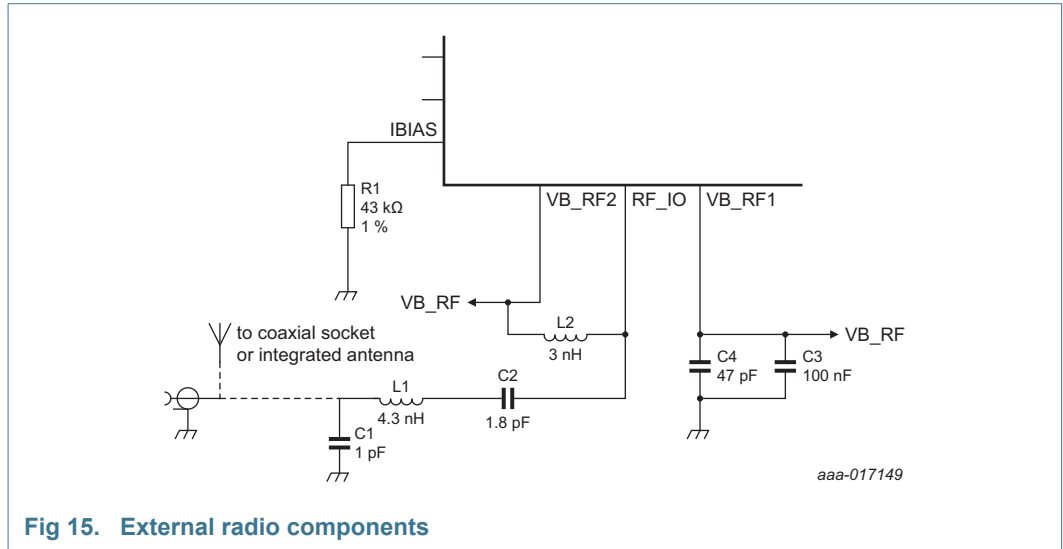 IBIAS
R1
43 kΩ
1 %
VB_RF2 RF_IO VB_RF1
VB_RF
L2
3 nH
VB_RF
to coaxial socket
or integrated antenna
C4
47 pF
C3
100 nF
L1
4.3 nH
C2
1.8 pF
C1
1 pF
aaa-017149
Fig 15. External radio components